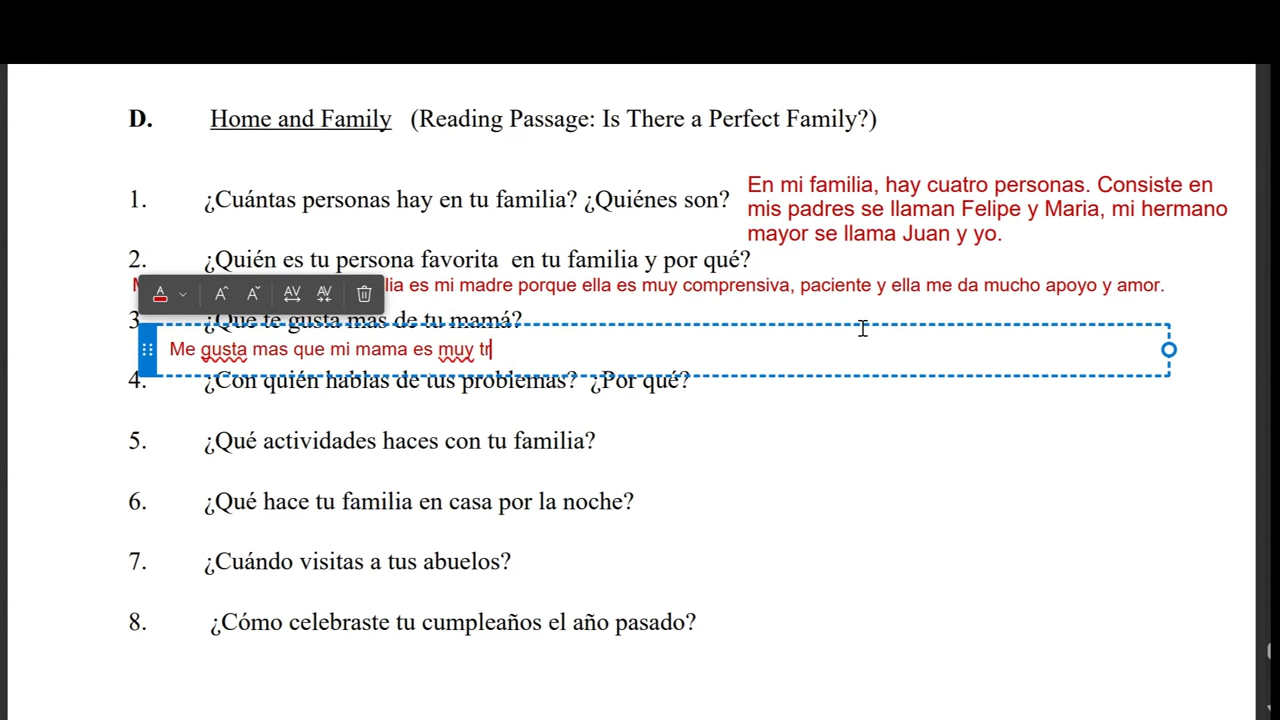 D. Home and Family (Reading Passage: Is There a Perfect Family?)
1. ¿Cuántas personas hay en tu familia? ¿Quiénes son?
En mi familia, hay cuatro personas. Consiste en
mis padres se llaman Felipe y Maria, mi hermano
mayor se llama Juan y yo.
2. ¿Quién es tu persona favorita en tu familia y por qué?
es mi madre porque ella es muy comprensiva, paciente y ella me da mucho apoyo y amor.
3. ¿Que te gusta mas de tu mamá?
Me gusta mas que mi mama es muy tr
4. ¿Con quién hablas de tus problemas? ¿Por qué?
5. ¿Qué actividades haces con tu familia?
6. ¿Qué hace tu familia en casa por la noche?
7. ¿Cuándo visitas a tus abuelos?
8. ¿Cómo celebraste tu cumpleaños el año pasado?